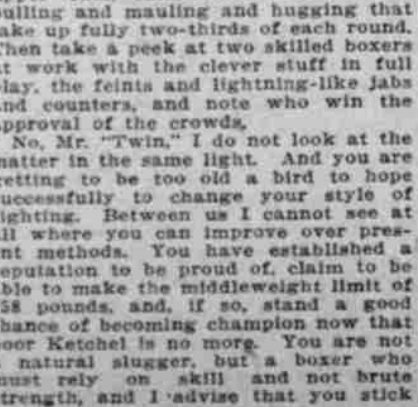 pulling and mauling and hugging that
take up fully two-thirds of each round.
Then take a peek at two skilled boxers
at work with the clever stuff in full
play, the feints and lightning-like jabs
and counters, and note who win the
approval of the crowds.
No, Mr. "Twin," I do not look at the
matter in the same light. And you are
getting to be too old a bird to hope
successfully to change your style of
fighting. Between us I cannot see at
all where you can improve over pres-
ent methods. You have established a
reputation to be proud of, claim to be
able to make the middleweight limit of
158 pounds, and, if so, stand a good
chance of becoming champion now that
poor Ketchel is no more. You are not
a natural slugger, but a boxer who
must rely on skill and not brute
strength, and I advise that you stick